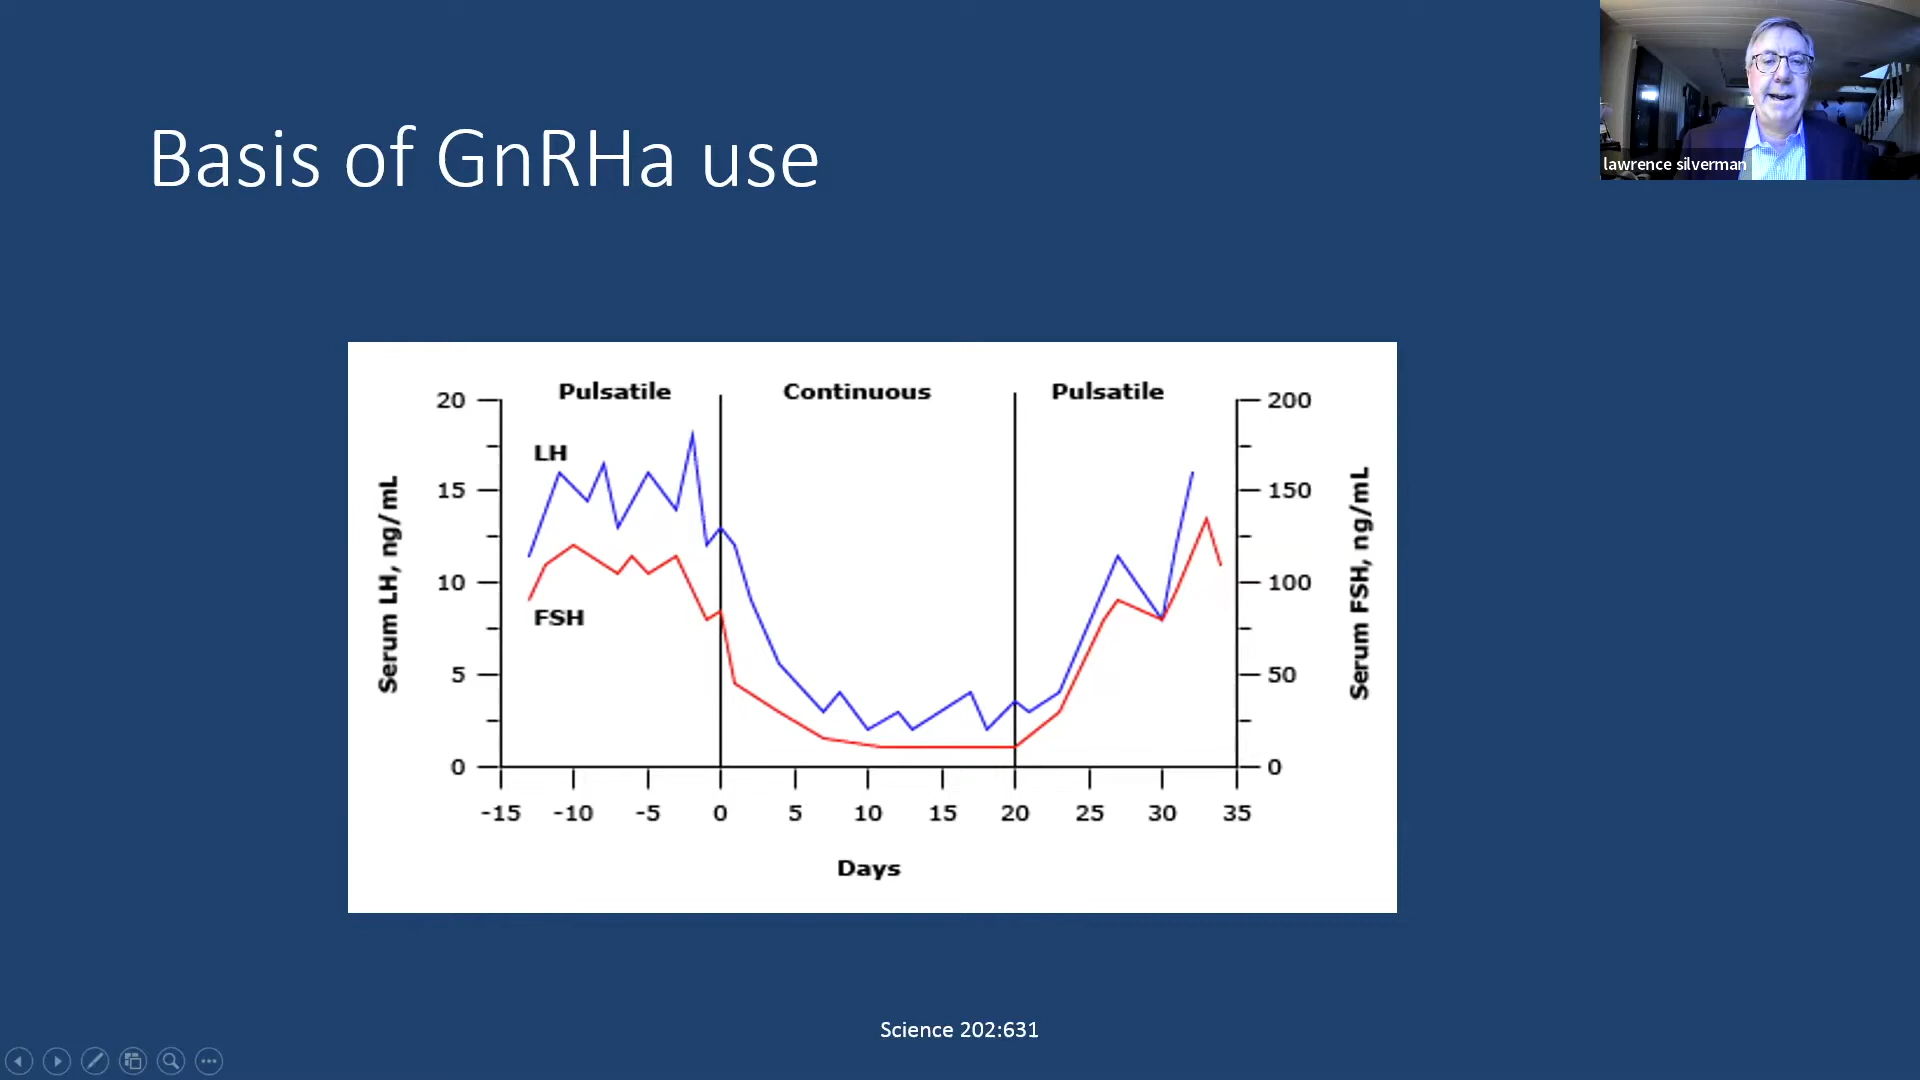 Basis of GnRHa use
lawrence silverman
Pulsatile Continuous Pulsatile
LH
FSH
Serum LH, ng/mL
20
15
10
5
0
Serum FSH, ng/mL
200
150
100
50
0
-15 -10 -5 0 5 10 15 20 25 30 35
Days
Science 202:631